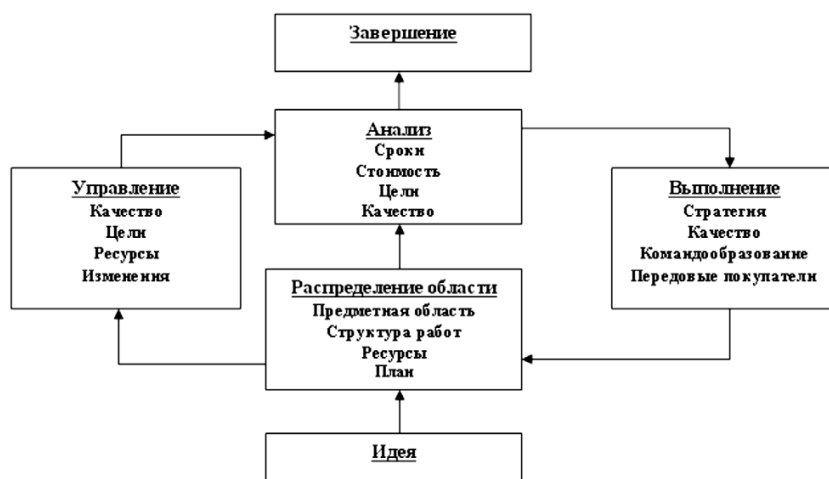 Завершение
Анализ
Сроки
Стоимость
Цели
Качество
Управление
Качество
Цели
Ресурсы
Изменения
Выполнение
Стратегия
Качество
Командообразование
Передовые покупатели
Распределение области
Предметная область
Структура работ
Ресурсы
План
Идея